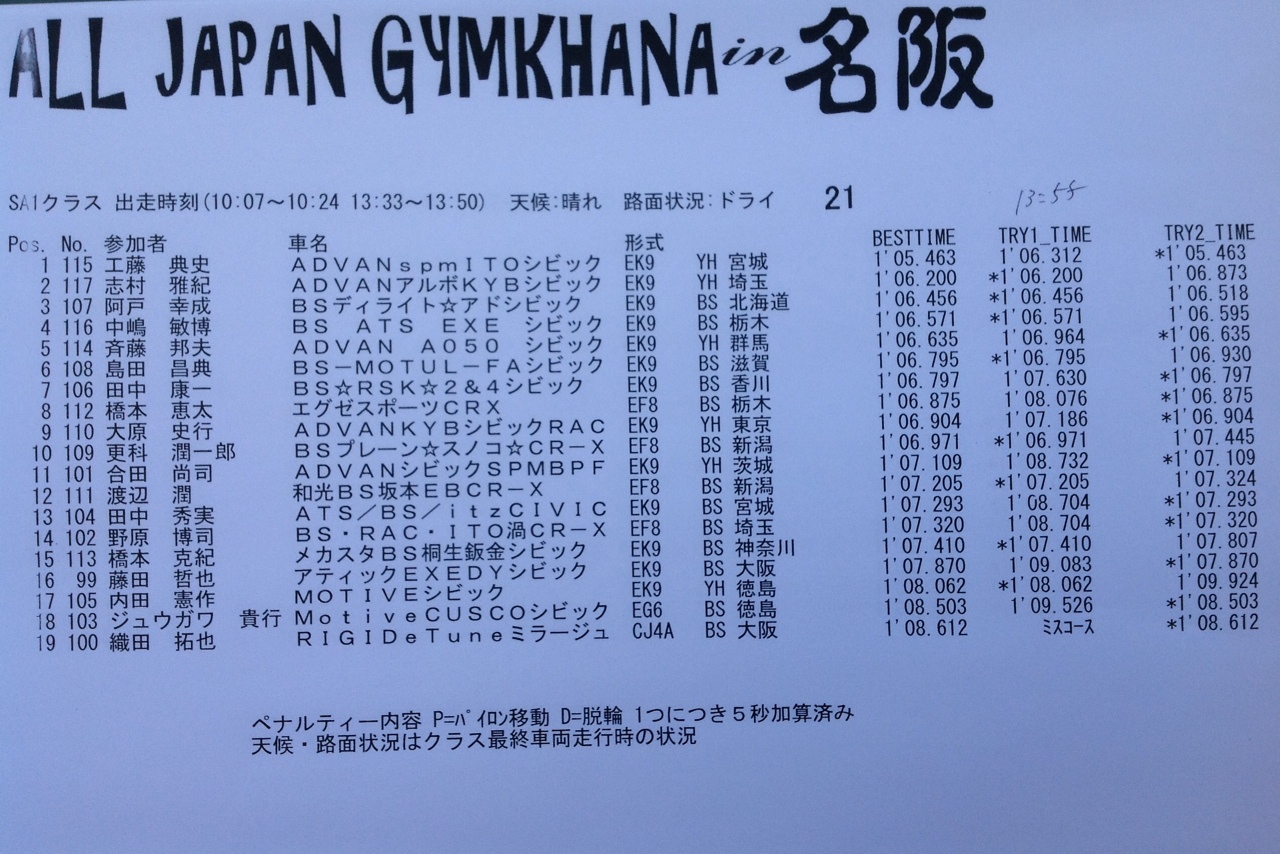 ALL JAPAN GYMKHANA in 名阪
SA1クラス 出走時刻(10:07～10:24 13:33～13:50) 天候:晴れ 路面状況:ドライ 21 13=55
Pos. No. 参加者 車名 形式 BESTTIME TRY1_TIME TRY2_TIME
1 115 工藤 典史 ＡＤＶＡＮｓｐｍＩＴＯシビック EK9 YH 宮城 1'05.463 1'06.312 *1'05.463
2 117 志村 雅紀 ＡＤＶＡＮアルボＫＹＢシビック EK9 YH 埼玉 1'06.200 *1'06.200 1'06.873
3 107 阿戸 幸成 ＢＳディライト☆アドシビック EK9 BS 北海道 1'06.456 *1'06.456 1'06.518
4 116 中嶋 敏博 ＢＳ ＡＴＳ ＥＸＥ シビック EK9 BS 栃木 1'06.571 *1'06.571 1'06.595
5 114 斉藤 邦夫 ＡＤＶＡＮ Ａ０５０ シビック EK9 YH 群馬 1'06.635 1'06.964 *1'06.635
6 108 島田 昌典 ＢＳ－ＭＯＴＵＬ－ＦＡシビック EK9 BS 滋賀 1'06.795 *1'06.795 1'06.930
7 106 田中 康一 ＢＳ☆ＲＳＫ☆２＆４シビック EK9 BS 香川 1'06.797 1'07.630 *1'06.797
8 112 橋本 恵太 エグゼスポーツＣＲＸ EF8 BS 栃木 1'06.875 1'08.076 *1'06.875
9 110 大原 史行 ＡＤＶＡＮＫＹＢシビックＲＡＣ EK9 YH 東京 1'06.904 1'07.186 *1'06.904
10 109 更科 潤一郎 ＢＳプレーン☆スノコ☆ＣＲ－Ｘ EF8 BS 新潟 1'06.971 *1'06.971 1'07.445
11 101 合田 尚司 ＡＤＶＡＮシビックＳＰＭＢＰＦ EK9 YH 茨城 1'07.109 1'08.732 *1'07.109
12 111 渡辺 潤 和光ＢＳ坂本ＥＢＣＲ－Ｘ EF8 BS 新潟 1'07.205 *1'07.205 1'07.324
13 104 田中 秀実 ＡＴＳ／ＢＳ／ｉｔｚＣＩＶＩＣ EK9 BS 宮城 1'07.293 1'08.704 *1'07.293
14 102 野原 博司 ＢＳ・ＲＡＣ・ＩＴＯ渦ＣＲ－Ｘ EF8 BS 埼玉 1'07.320 1'08.704 *1'07.320
15 113 橋本 克紀 メカスタＢＳ桐生鈑金シビック EK9 BS 神奈川 1'07.410 *1'07.410 1'07.807
16 99 藤田 哲也 アティックＥＸＥＤＹシビック EK9 BS 大阪 1'07.870 1'09.083 *1'07.870
17 105 内田 憲作 ＭＯＴＩＶＥシビック EK9 YH 徳島 1'08.062 *1'08.062 1'09.924
18 103 ジュウガワ 貴行 ＭｏｔｉｖｅＣＵＳＣＯシビック EG6 BS 徳島 1'08.503 1'09.526 *1'08.503
19 100 織田 拓也 ＲＩＧＩＤｅＴｕｎｅミラージュ CJ4A BS 大阪 1'08.612 ﾐｽコース *1'08.612
ペナルティー内容 P=ﾊﾟｲﾛﾝ移動 D=脱輪 1つにつき５秒加算済み
天候・路面状況はクラス最終車両走行時の状況